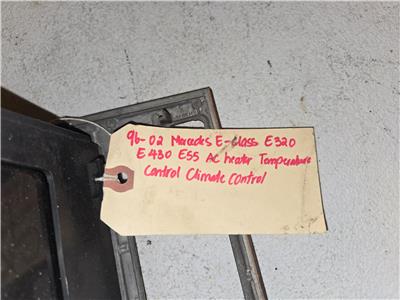 96-02 Mercedes E-Class E320
E430 E55 AC heater Temperature
Control Climate Control